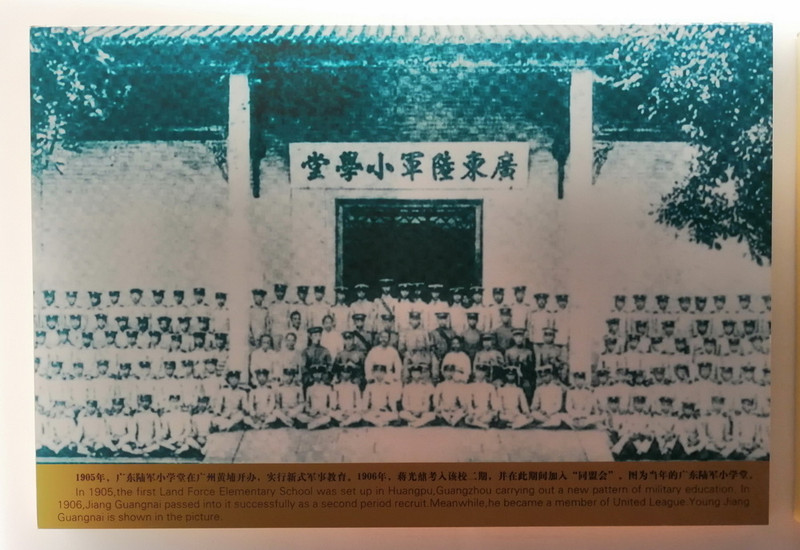 廣東陸軍小學堂
1905年，广东陆军小学堂在广州黄埔开办，实行新式军事教育。1906年，蒋光鼐考入该校二期，并在此期间加入“同盟会”。图为当年的广东陆军小学堂。
In 1905,the first Land Force Elementary School was set up in Huangpu,Guangzhou carrying out a new pattern of military education. In
1906,Jiang Guangnai passed into it successfully as a second period recruit.Meanwhile,he became a member of United League.Young Jiang
Guangnai is shown in the picture.